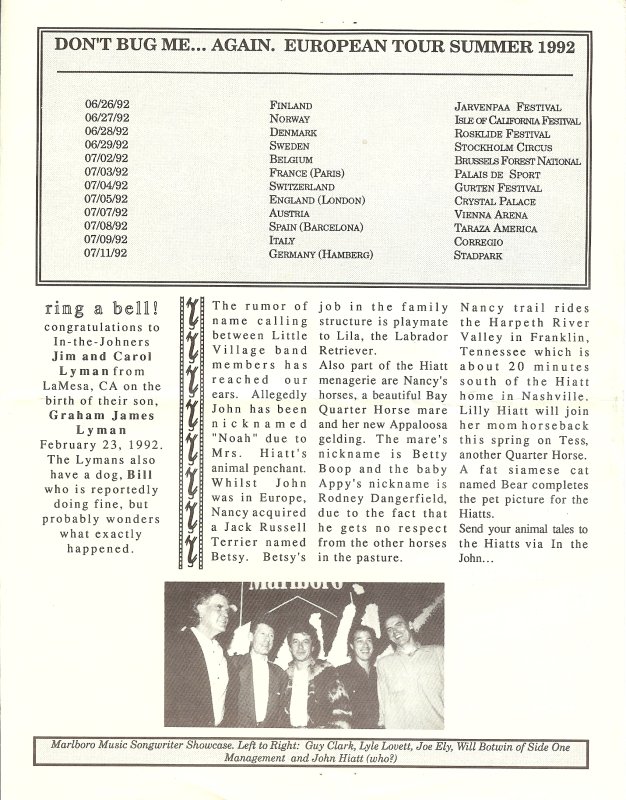 DON'T BUG ME... AGAIN. EUROPEAN TOUR SUMMER 1992
06/26/92 FINLAND JARVENPAA FESTIVAL
06/27/92 NORWAY ISLE OF CALIFORNIA FESTIVAL
06/28/92 DENMARK ROSKLIDE FESTIVAL
06/29/92 SWEDEN STOCKHOLM CIRCUS
07/02/92 BELGIUM BRUSSELS FOREST NATIONAL
07/03/92 FRANCE (PARIS) PALAIS DE SPORT
07/04/92 SWITZERLAND GURTEN FESTIVAL
07/05/92 ENGLAND (LONDON) CRYSTAL PALACE
07/07/92 AUSTRIA VIENNA ARENA
07/08/92 SPAIN (BARCELONA) TARAZA AMERICA
07/09/92 ITALY CORREGIO
07/11/92 GERMANY (HAMBERG) STADPARK
ring a bell!
congratulations to
In-the-Johners
Jim and Carol
Lyman from
LaMesa, CA on the
birth of their son,
Graham James
Lyman
February 23, 1992.
The Lymans also
have a dog, Bill
who is reportedly
doing fine, but
probably wonders
what exactly
happened.
The rumor of
name calling
between Little
Village band
members has
reached our
ears. Allegedly
John has been
nicknamed
"Noah" due to
Mrs. Hiatt's
animal penchant.
Whilst John
was in Europe,
Nancy acquired
a Jack Russell
Terrier named
Betsy. Betsy's
job in the family
structure is playmate
to Lila, the Labrador
Retriever.
Also part of the Hiatt
menagerie are Nancy's
horses, a beautiful Bay
Quarter Horse mare
and her new Appaloosa
gelding. The mare's
nickname is Betty
Boop and the baby
Appy's nickname is
Rodney Dangerfield,
due to the fact that
he gets no respect
from the other horses
in the pasture.
Nancy trail rides
the Harpeth River
Valley in Franklin,
Tennessee which is
about 20 minutes
south of the Hiatt
home in Nashville.
Lilly Hiatt will join
her mom horseback
this spring on Tess,
another Quarter Horse.
A fat siamese cat
named Bear completes
the pet picture for the
Hiatts.
Send your animal tales to
the Hiatts via In the
John...
Marlboro
Marlboro Music Songwriter Showcase. Left to Right: Guy Clark, Lyle Lovett, Joe Ely, Will Botwin of Side One
Management and John Hiatt (who?)